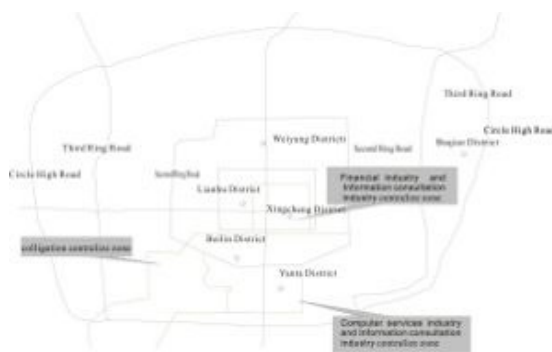 Third Ring Road
Circle High Road
Weiyang District
Second Ring Road
Third Ring Road
Baqiao District
Circle High Road
Financial industry and
Information consultation
industry centralize zone
Lianhu District
Xingcheng District
Beilin District
colligation centralize zone
Yanta District
Computer services industry
and Information consultation
industry centralize zone